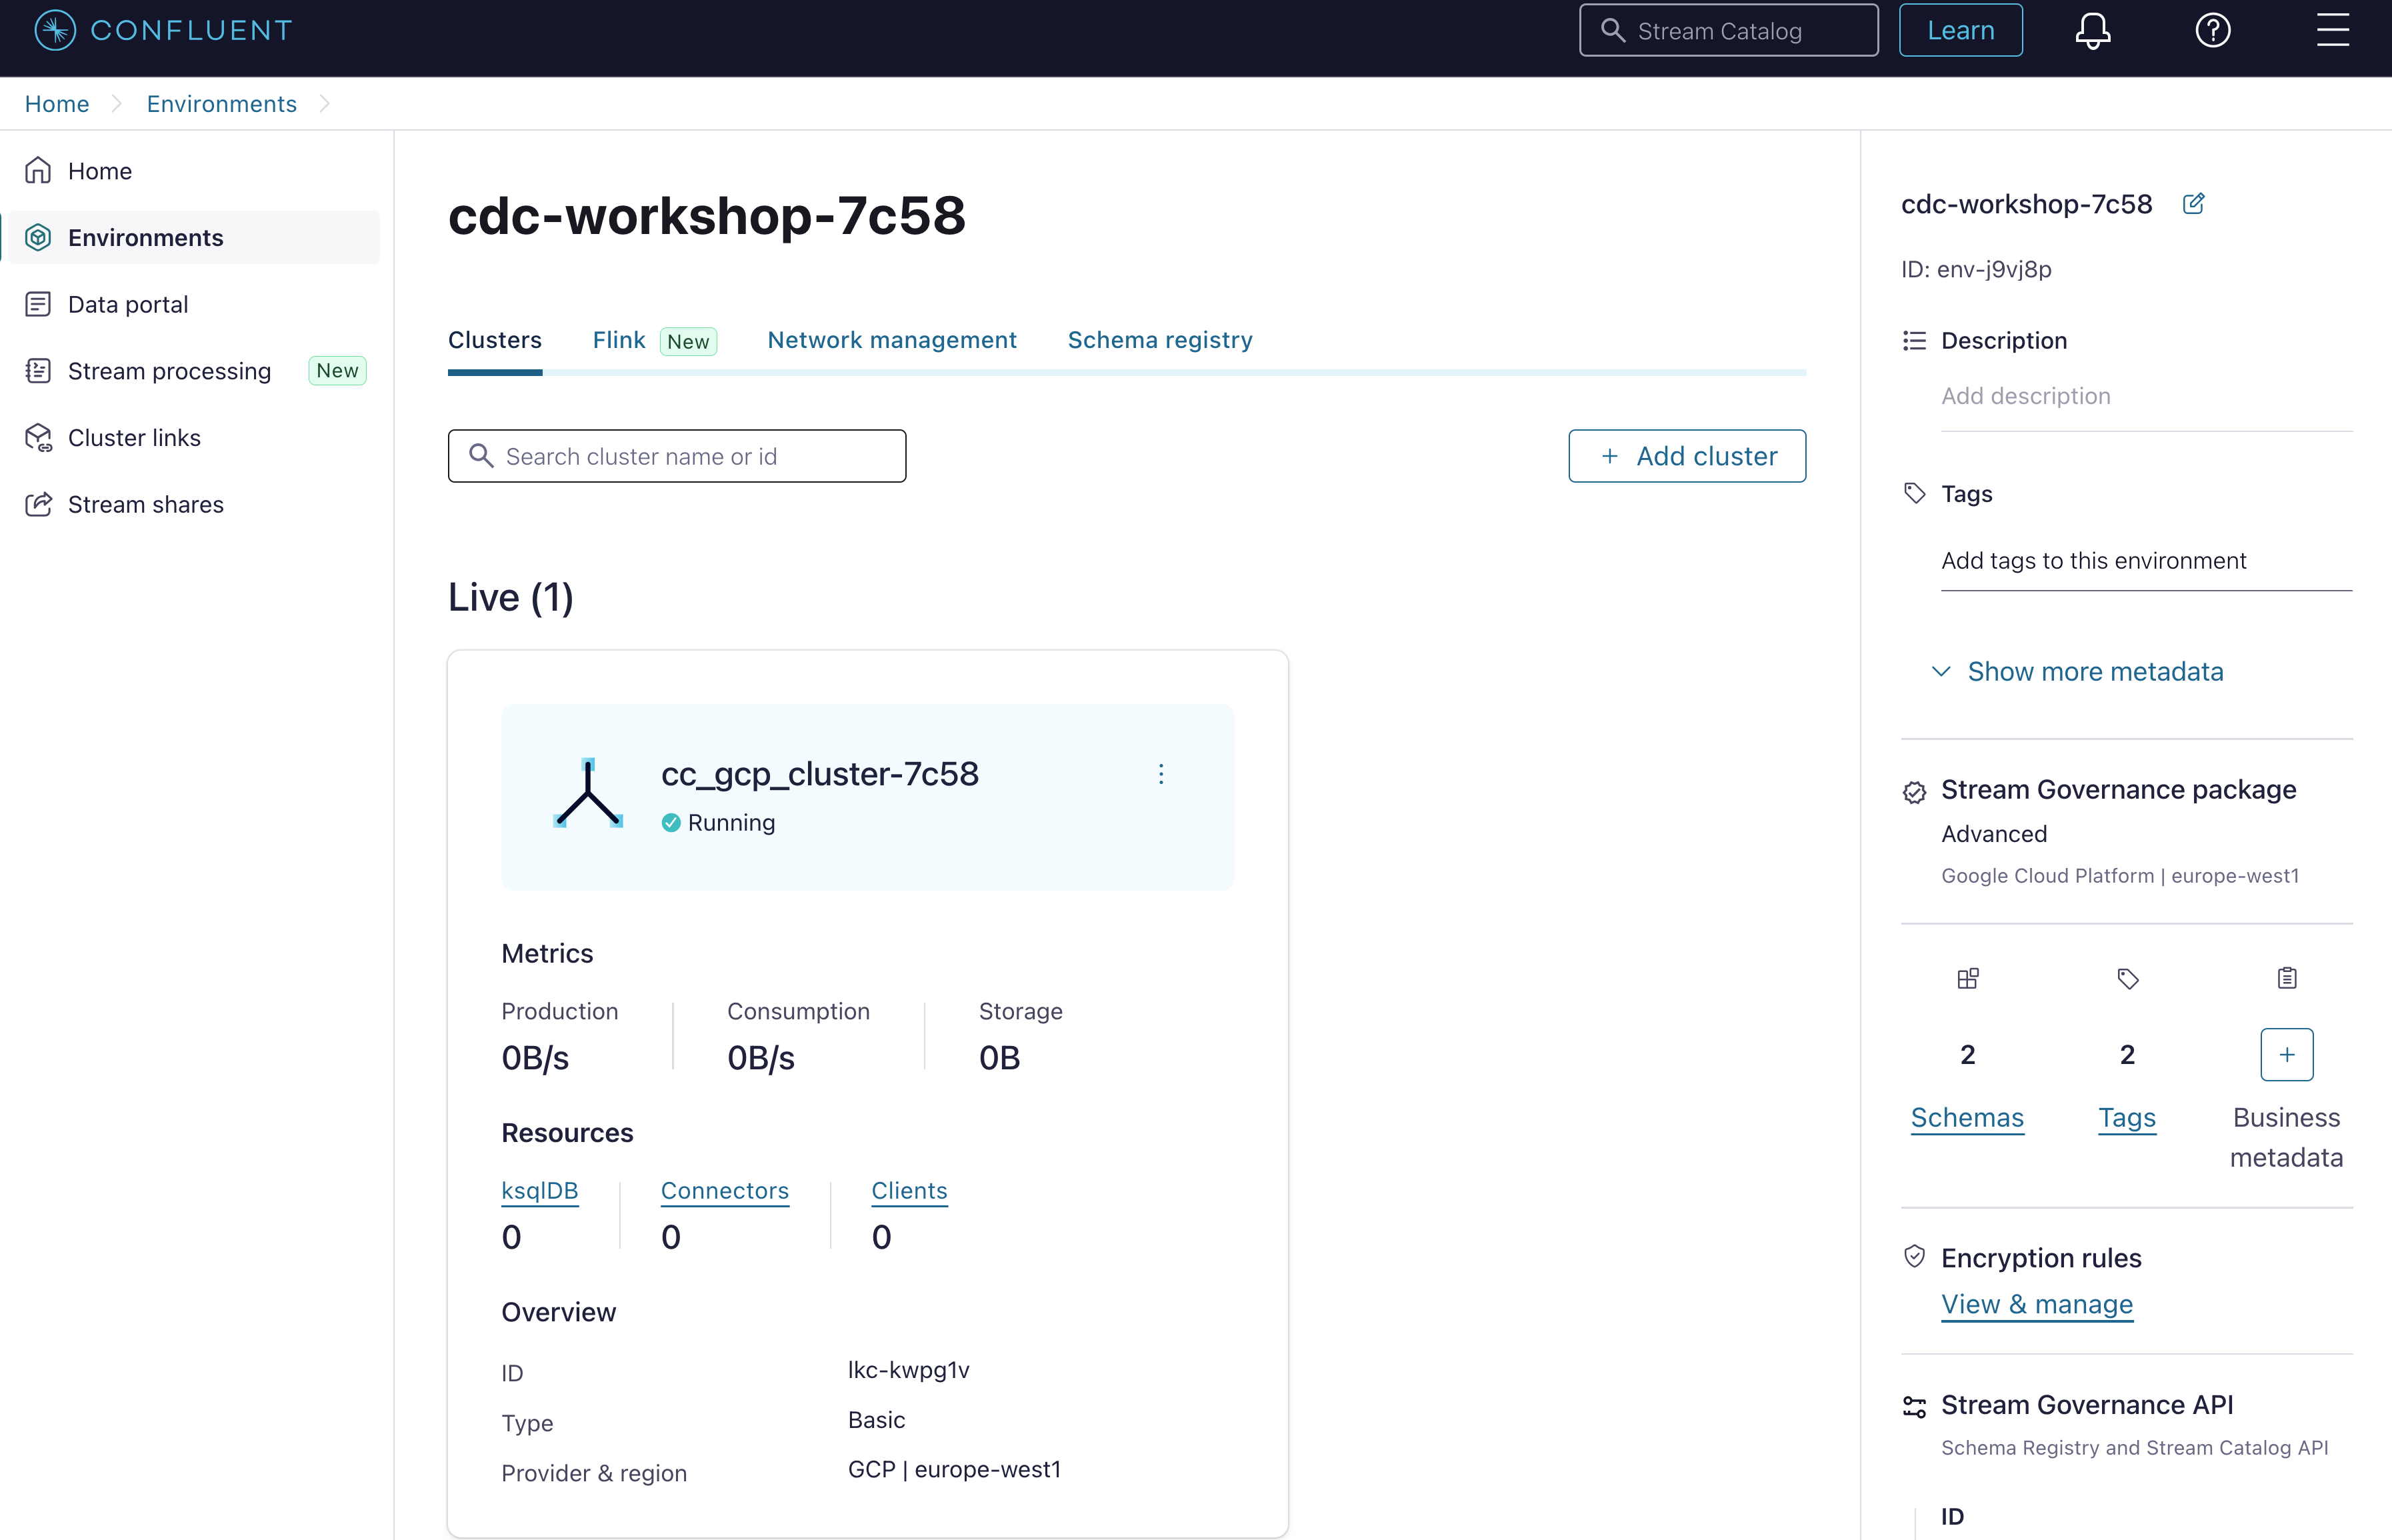 CONFLUENT
Stream Catalog
Learn
Home
Environments
Home
Environments
Data portal
Stream processing New
Cluster links
Stream shares
cdc-workshop-7c58
Clusters
Flink New
Network management
Schema registry
Search cluster name or id
+ Add cluster
Live (1)
cc_gcp_cluster-7c58
Running
Metrics
Production
Consumption
Storage
0B/s
0B/s
0B
Resources
ksqlDB
Connectors
Clients
0
0
0
Overview
ID
lkc-kwpg1v
Type
Basic
Provider & region
GCP | europe-west1
cdc-workshop-7c58
ID: env-j9vj8p
Description
Add description
Tags
Add tags to this environment
Show more metadata
Stream Governance package
Advanced
Google Cloud Platform | europe-west1
2
2
+
Schemas
Tags
Business
metadata
Encryption rules
View & manage
Stream Governance API
Schema Registry and Stream Catalog API
ID